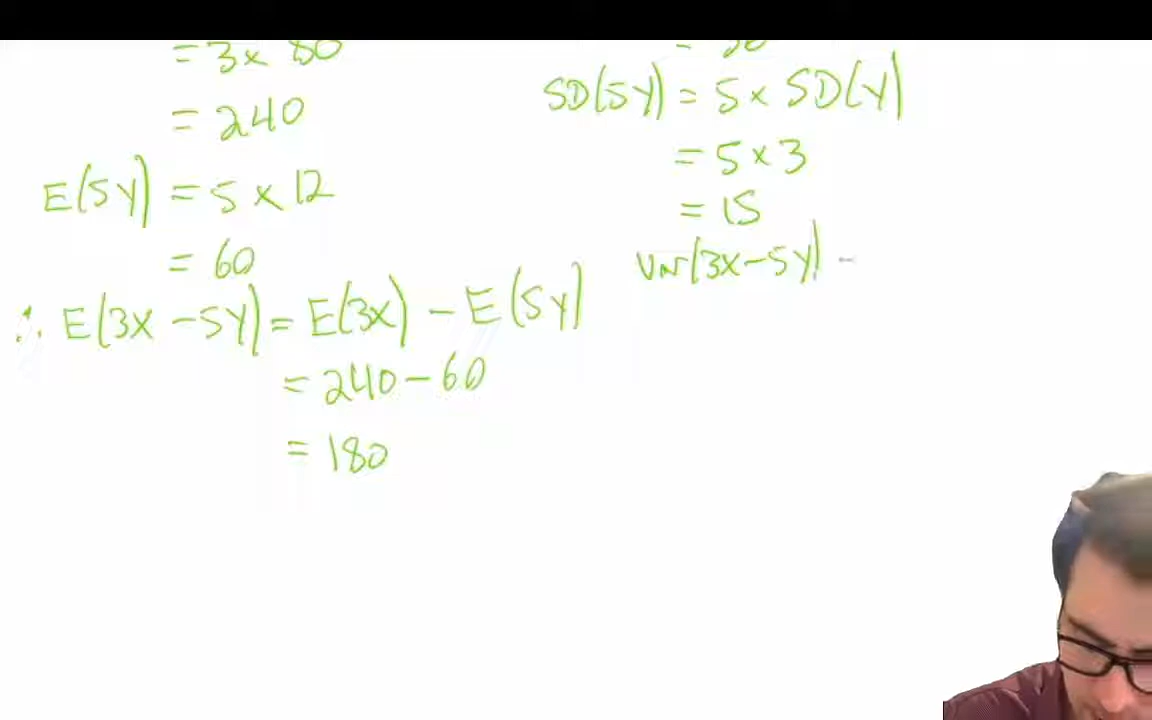 = 3 x 80
= 240
E(5Y) = 5 x 12
= 60
∴ E(3X - 5Y) = E(3X) - E(5Y)
= 240 - 60
= 180
SD(5Y) = 5 x SD(Y)
= 5 x 3
= 15
Var(3X - 5Y) =